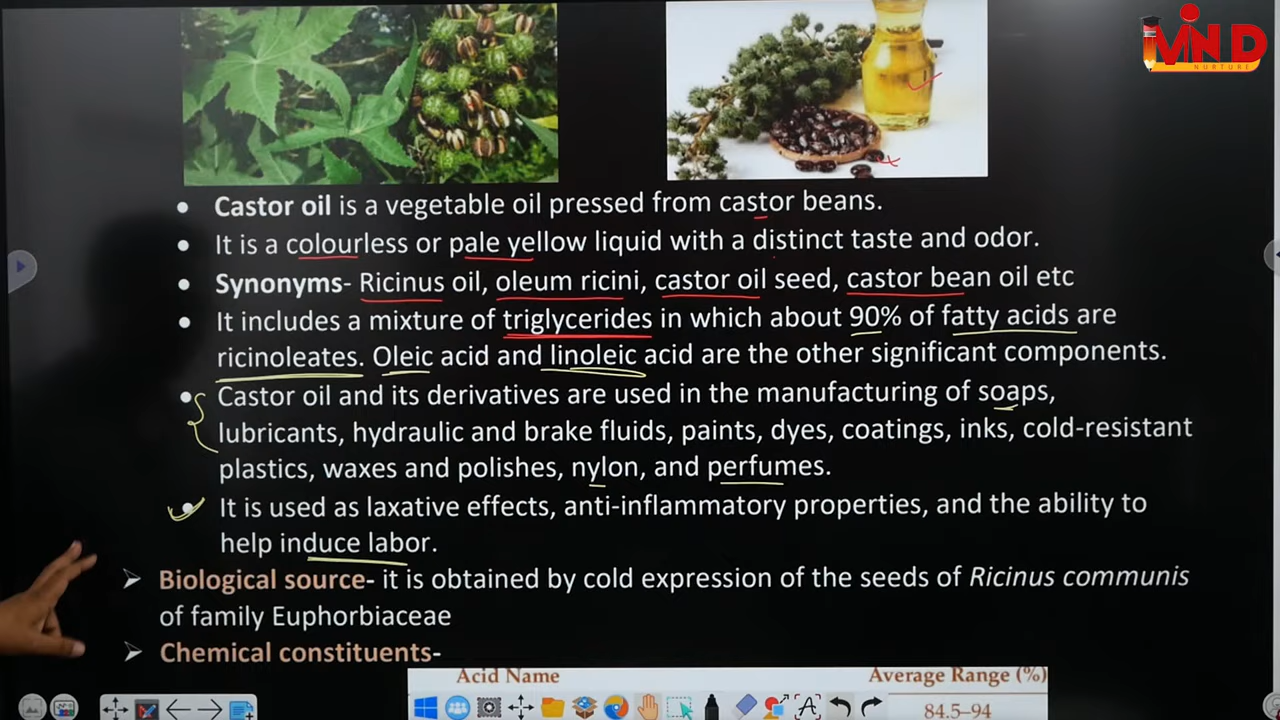 MIND
NURTURE
Castor oil is a vegetable oil pressed from castor beans.
It is a colourless or pale yellow liquid with a distinct taste and odor.
Synonyms- Ricinus oil, oleum ricini, castor oil seed, castor bean oil etc
It includes a mixture of triglycerides in which about 90% of fatty acids are
ricinoleates. Oleic acid and linoleic acid are the other significant components.
Castor oil and its derivatives are used in the manufacturing of soaps,
lubricants, hydraulic and brake fluids, paints, dyes, coatings, inks, cold-resistant
plastics, waxes and polishes, nylon, and perfumes.
It is used as laxative effects, anti-inflammatory properties, and the ability to
help induce labor.
Biological source- it is obtained by cold expression of the seeds of Ricinus communis
of family Euphorbiaceae
Chemical constituents-
Acid Name Average Range (%)
84.5–94